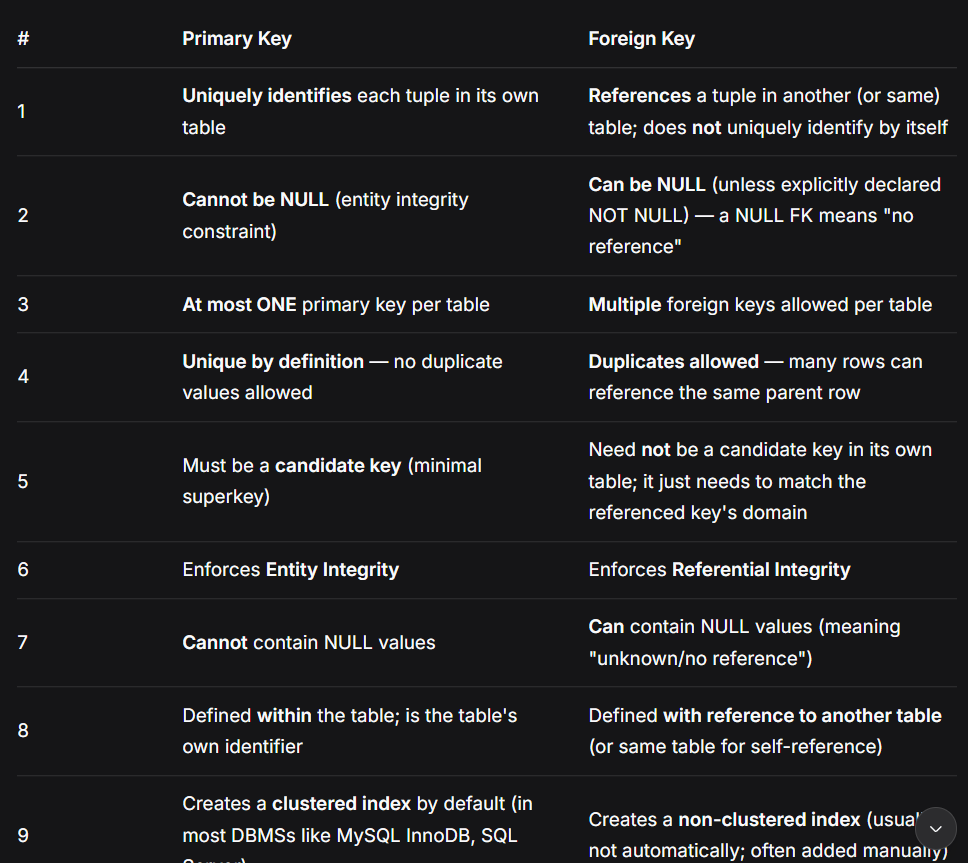 # Primary Key Foreign Key
1
Uniquely identifies each tuple in its own
table
References a tuple in another (or same)
table; does not uniquely identify by itself
2
Cannot be NULL (entity integrity
constraint)
Can be NULL (unless explicitly declared
NOT NULL) — a NULL FK means "no
reference"
3
At most ONE primary key per table
Multiple foreign keys allowed per table
4
Unique by definition — no duplicate
values allowed
Duplicates allowed — many rows can
reference the same parent row
5
Must be a candidate key (minimal
superkey)
Need not be a candidate key in its own
table; it just needs to match the
referenced key's domain
6
Enforces Entity Integrity
Enforces Referential Integrity
7
Cannot contain NULL values
Can contain NULL values (meaning
"unknown/no reference")
8
Defined within the table; is the table's
own identifier
Defined with reference to another table
(or same table for self-reference)
9
Creates a clustered index by default (in
most DBMSs like MySQL InnoDB, SQL
Creates a non-clustered index
not automatically; often added manually)